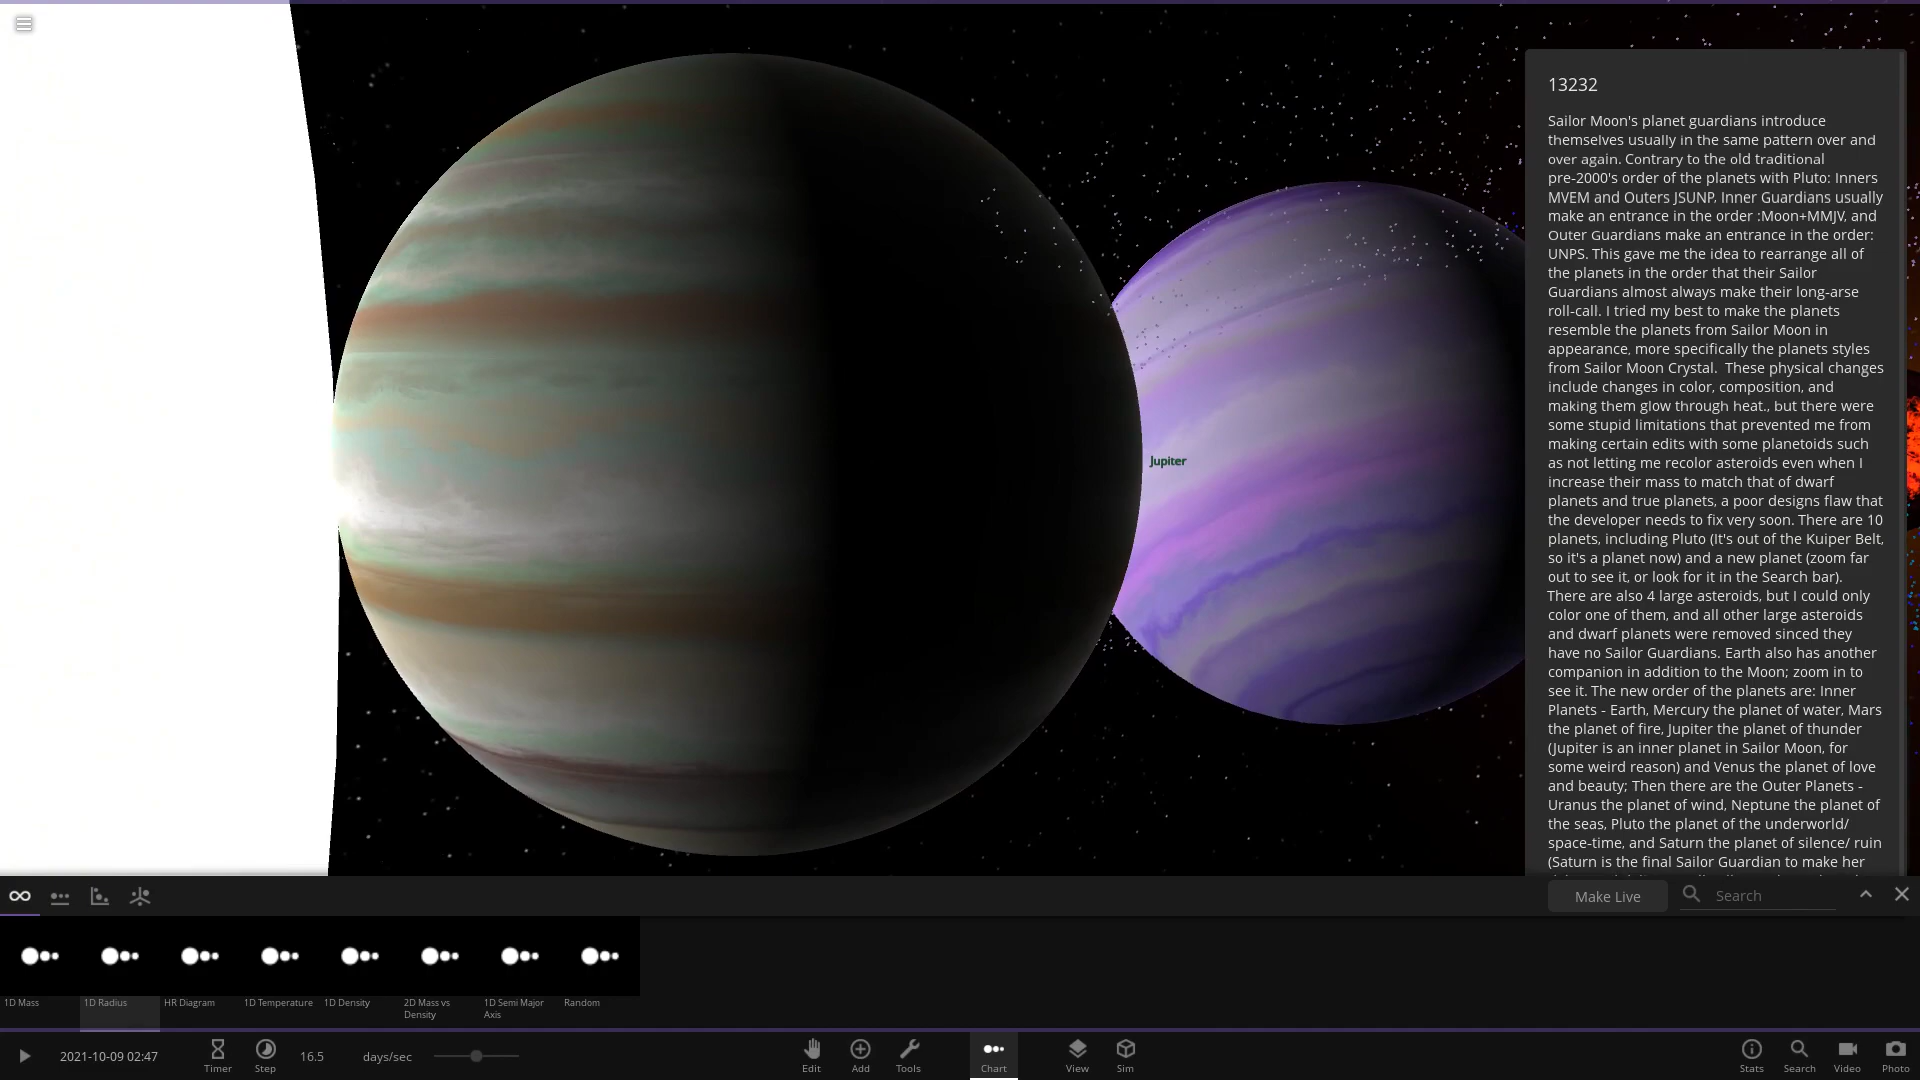 13232
Sailor Moon's planet guardians introduce
themselves usually in the same pattern over and
over again. Contrary to the old traditional
pre-2000's order of the planets with Pluto: Inners
MVEM and Outers JSUNP, Inner Guardians usually
make an entrance in the order :Moon+MMJV, and
Outer Guardians make an entrance in the order:
UNPS. This gave me the idea to rearrange all of
the planets in the order that their Sailor
Guardians almost always make their long-arse
roll-call. I tried my best to make the planets
resemble the planets from Sailor Moon in
appearance, more specifically the planets styles
from Sailor Moon Crystal.  These physical changes
include changes in color, composition, and
making them glow through heat., but there were
some stupid limitations that prevented me from
making certain edits with some planetoids such
as not letting me recolor asteroids even when I
increase their mass to match that of dwarf
planets and true planets, a poor designs flaw that
the developer needs to fix very soon. There are 10
planets, including Pluto (It's out of the Kuiper Belt,
so it's a planet now) and a new planet (zoom far
out to see it, or look for it in the Search bar).
There are also 4 large asteroids, but I could only
color one of them, and all other large asteroids
and dwarf planets were removed sinced they
have no Sailor Guardians. Earth also has another
companion in addition to the Moon; zoom in to
see it. The new order of the planets are: Inner
Planets - Earth, Mercury the planet of water, Mars
the planet of fire, Jupiter the planet of thunder
(Jupiter is an inner planet in Sailor Moon, for
some weird reason) and Venus the planet of love
and beauty; Then there are the Outer Planets -
Uranus the planet of wind, Neptune the planet of
the seas, Pluto the planet of the underworld/
space-time, and Saturn the planet of silence/ ruin
(Saturn is the final Sailor Guardian to make her
Jupiter
Make Live
Search
1D Mass
1D Radius
HR Diagram
1D Temperature
1D Density
2D Mass vs
Density
1D Semi Major
Axis
Random
2021-10-09 02:47
Timer
Step
16.5
days/sec
Edit
Add
Tools
Chart
View
Sim
Stats
Search
Video
Photo